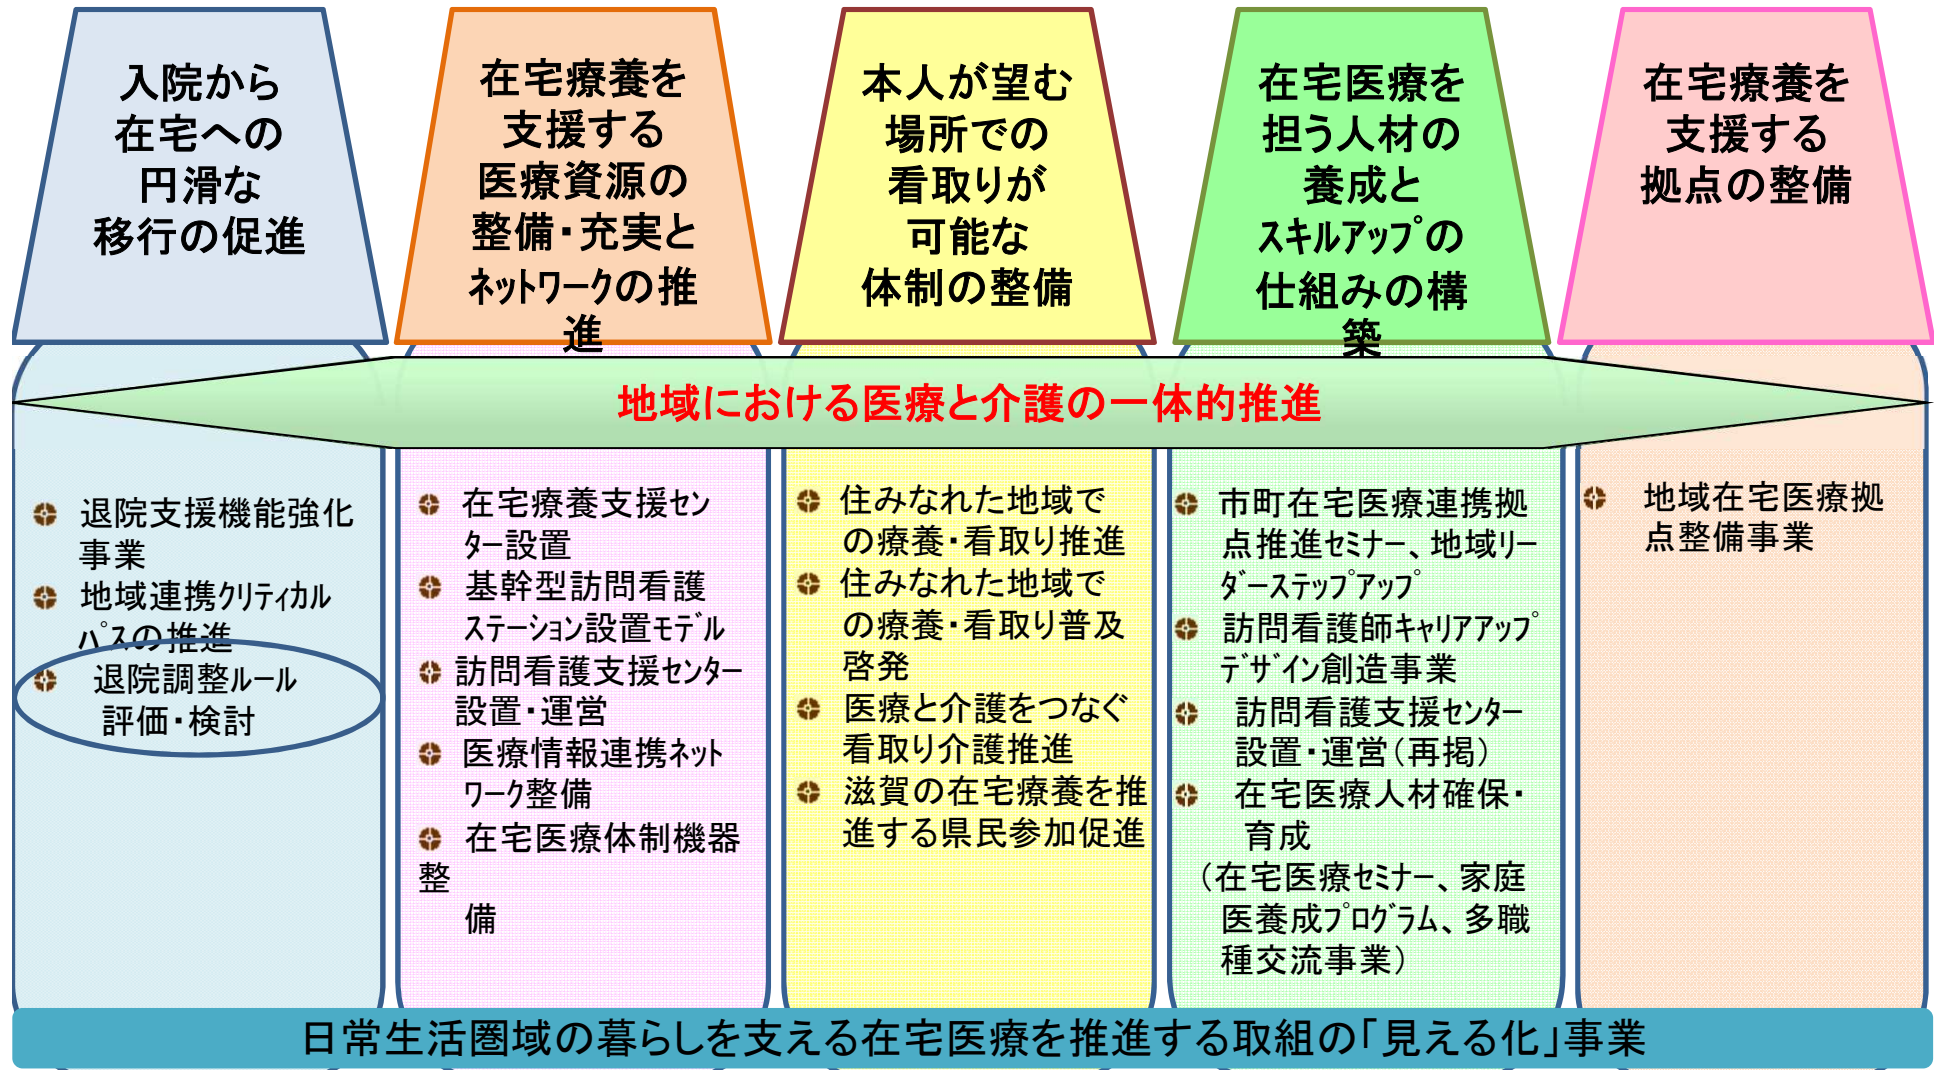 入院から
在宅への
円滑な
移行の促進
在宅療養を
支援する
医療資源の
整備・充実と
ﾈｯﾄﾜｰｸの推
進
本人が望む
場所での
看取りが
可能な
体制の整備
在宅医療を
担う人材の
養成と
ｽｷﾙｱｯﾌﾟの
仕組みの構
築
在宅療養を
支援する
拠点の整備
地域における医療と介護の一体的推進
退院支援機能強化
事業
地域連携ｸﾘﾃｨｶﾙ
ﾊﾟｽの推進
退院調整ﾙｰﾙ
評価・検討
在宅療養支援ｾﾝ
ﾀｰ設置
基幹型訪問看護
ｽﾃｰｼｮﾝ設置ﾓﾃﾞﾙ
訪問看護支援ｾﾝﾀｰ
設置・運営
医療情報連携ﾈｯﾄ
ﾜｰｸ整備
在宅医療体制機器
整
備
住みなれた地域で
の療養・看取り推進
住みなれた地域で
の療養・看取り普及
啓発
医療と介護をつなぐ
看取り介護推進
滋賀の在宅療養を推
進する県民参加促進
市町在宅医療連携拠
点推進ｾﾐﾅｰ、地域ﾘｰ
ﾀﾞｰｽﾃｯﾌﾟｱｯﾌﾟ
訪問看護師ｷｬﾘｱｱｯﾌﾟ
ﾃﾞｻﾞｲﾝ創造事業
訪問看護支援ｾﾝﾀｰ
設置・運営（再掲）
在宅医療人材確保・
育成
（在宅医療ｾﾐﾅｰ、家庭
医養成ﾌﾟﾛｸﾞﾗﾑ、多職
種交流事業）
地域在宅医療拠
点整備事業
日常生活圏域の暮らしを支える在宅医療を推進する取組の「見える化」事業